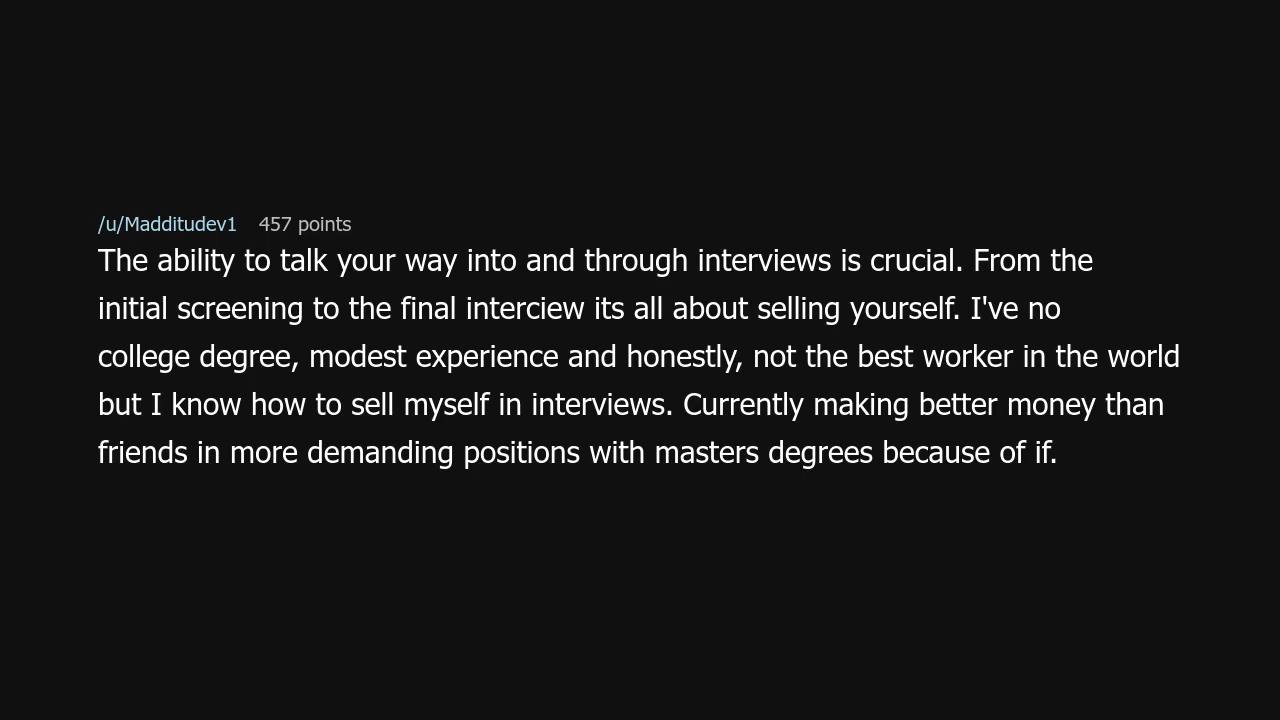 /u/Madditudev1 457 points
The ability to talk your way into and through interviews is crucial. From the
initial screening to the final interciew its all about selling yourself. I've no
college degree, modest experience and honestly, not the best worker in the world
but I know how to sell myself in interviews. Currently making better money than
friends in more demanding positions with masters degrees because of if.